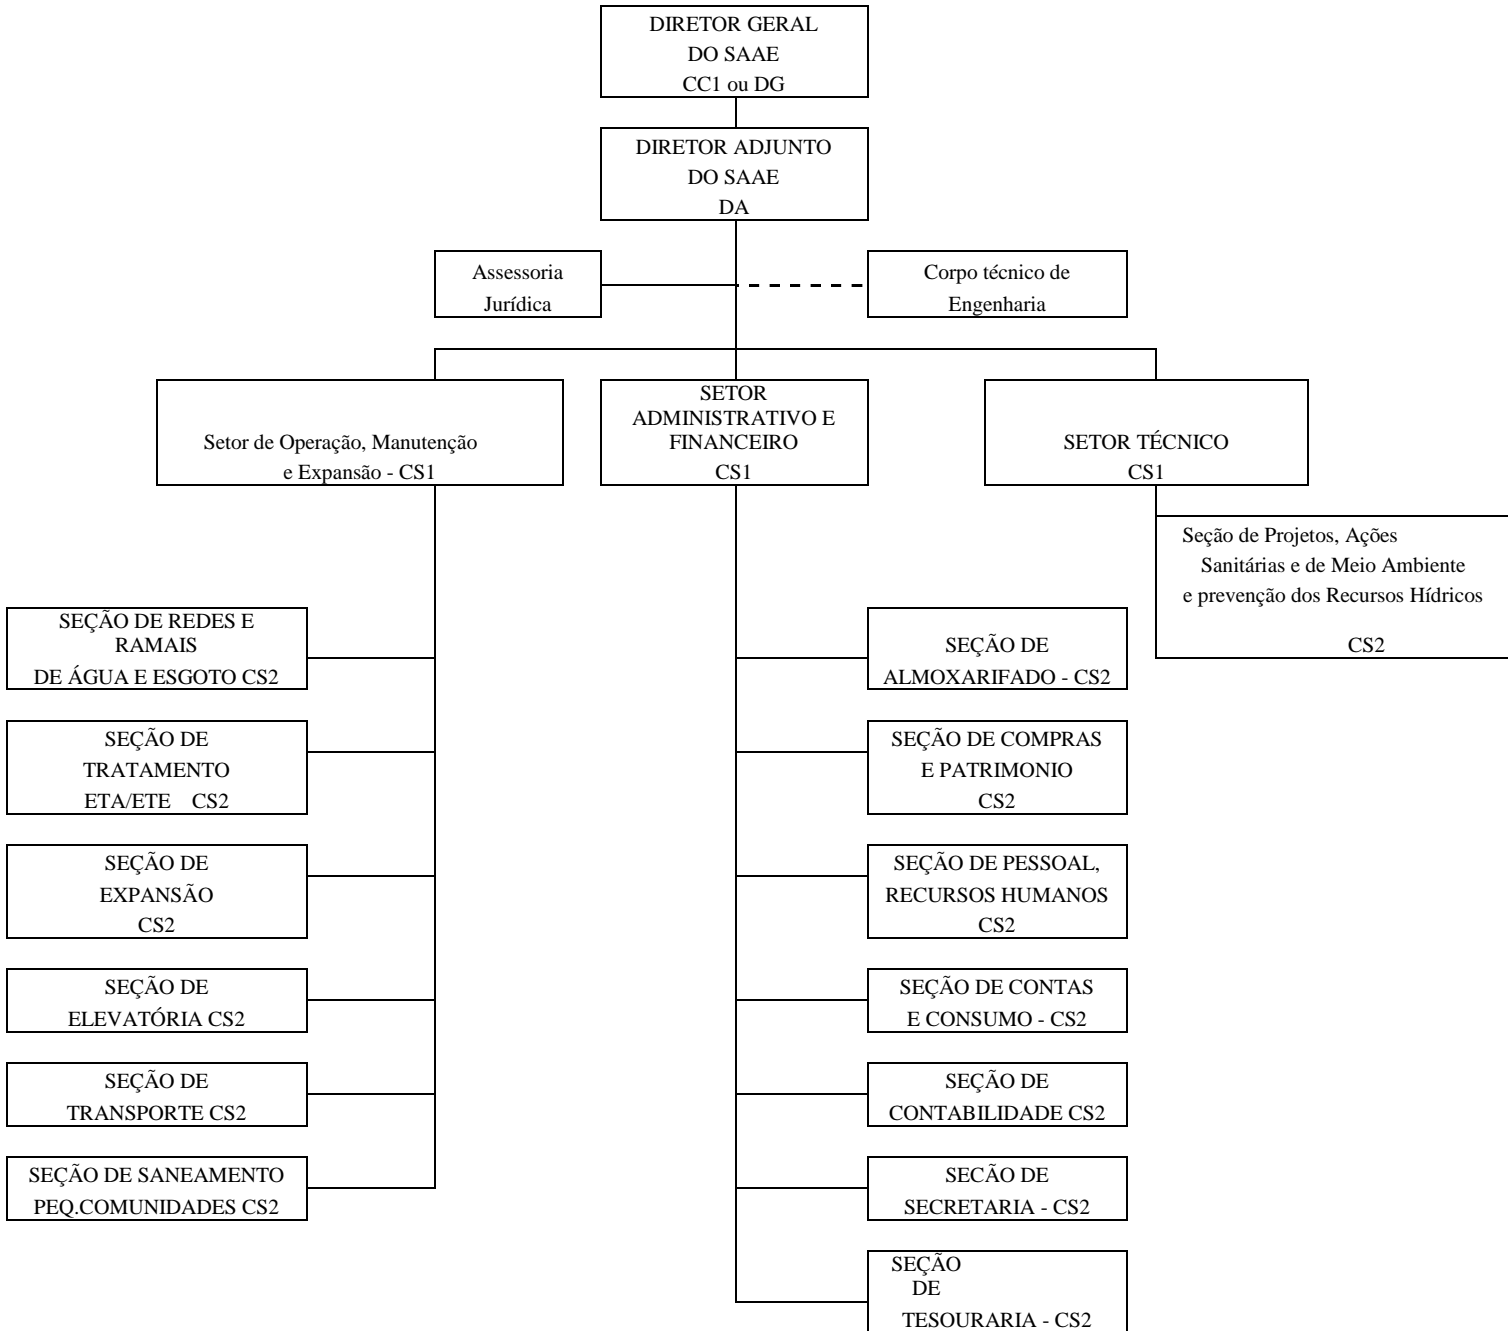 DIRETOR GERAL
DO SAAE
CC1 ou DG
DIRETOR ADJUNTO
DO SAAE
DA
Assessoria
Jurídica
Corpo técnico de
Engenharia
Setor de Operação, Manutenção
e Expansão - CS1
SETOR
ADMINISTRATIVO E
FINANCEIRO
CS1
SETOR TÉCNICO
CS1
Seção de Projetos, Ações
Sanitárias e de Meio Ambiente
e prevenção dos Recursos Hídricos
CS2
SEÇÃO DE REDES E
RAMAIS
DE ÁGUA E ESGOTO CS2
SEÇÃO DE
TRATAMENTO
ETA/ETE CS2
SEÇÃO DE
EXPANSÃO
CS2
SEÇÃO DE
ELEVATÓRIA CS2
SEÇÃO DE
TRANSPORTE CS2
SEÇÃO DE SANEAMENTO
PEQ.COMUNIDADES CS2
SEÇÃO DE
ALMOXARIFADO - CS2
SEÇÃO DE COMPRAS
E PATRIMONIO
CS2
SEÇÃO DE PESSOAL,
RECURSOS HUMANOS
CS2
SEÇÃO DE CONTAS
E CONSUMO - CS2
SEÇÃO DE
CONTABILIDADE CS2
SECÃO DE
SECRETARIA - CS2
SEÇÃO
DE
TESOURARIA - CS2